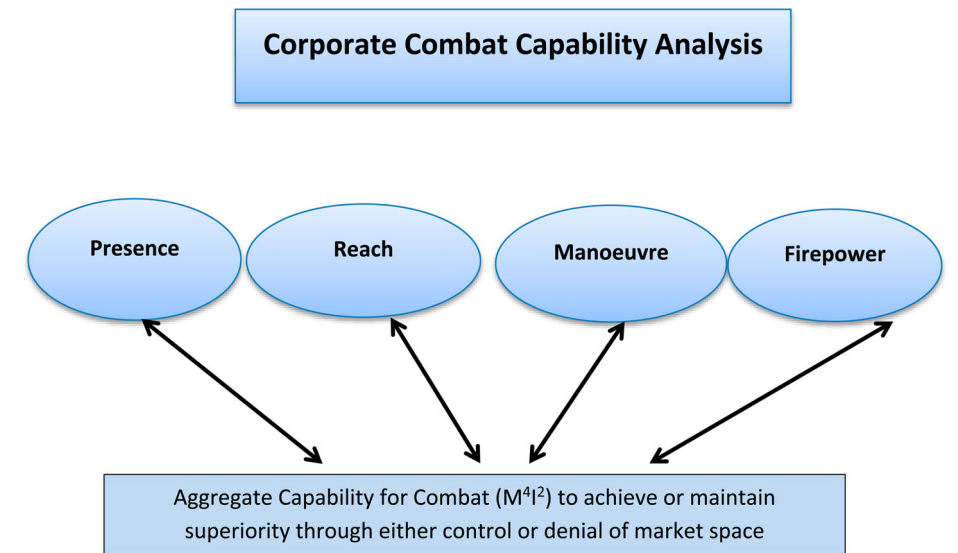 Corporate Combat Capability Analysis
Presence
Reach
Manoeuvre
Firepower
Aggregate Capability for Combat (M⁴I²) to achieve or maintain
superiority through either control or denial of market space